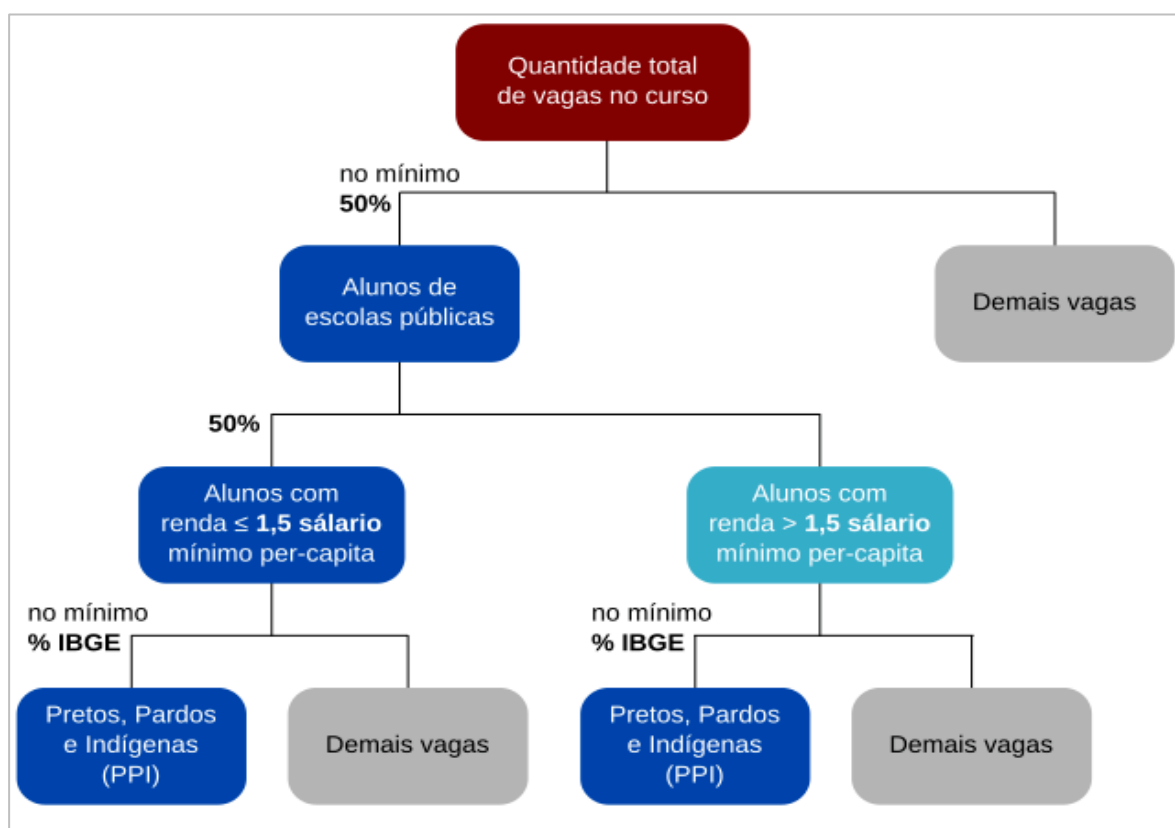 Quantidade total
de vagas no curso
no mínimo
50%
Alunos de
escolas públicas
Demais vagas
50%
Alunos com
renda ≤ 1,5 sálario
mínimo per-capita
Alunos com
renda > 1,5 sálario
mínimo per-capita
no mínimo
% IBGE
no mínimo
% IBGE
Pretos, Pardos
e Indígenas
(PPI)
Demais vagas
Pretos, Pardos
e Indígenas
(PPI)
Demais vagas